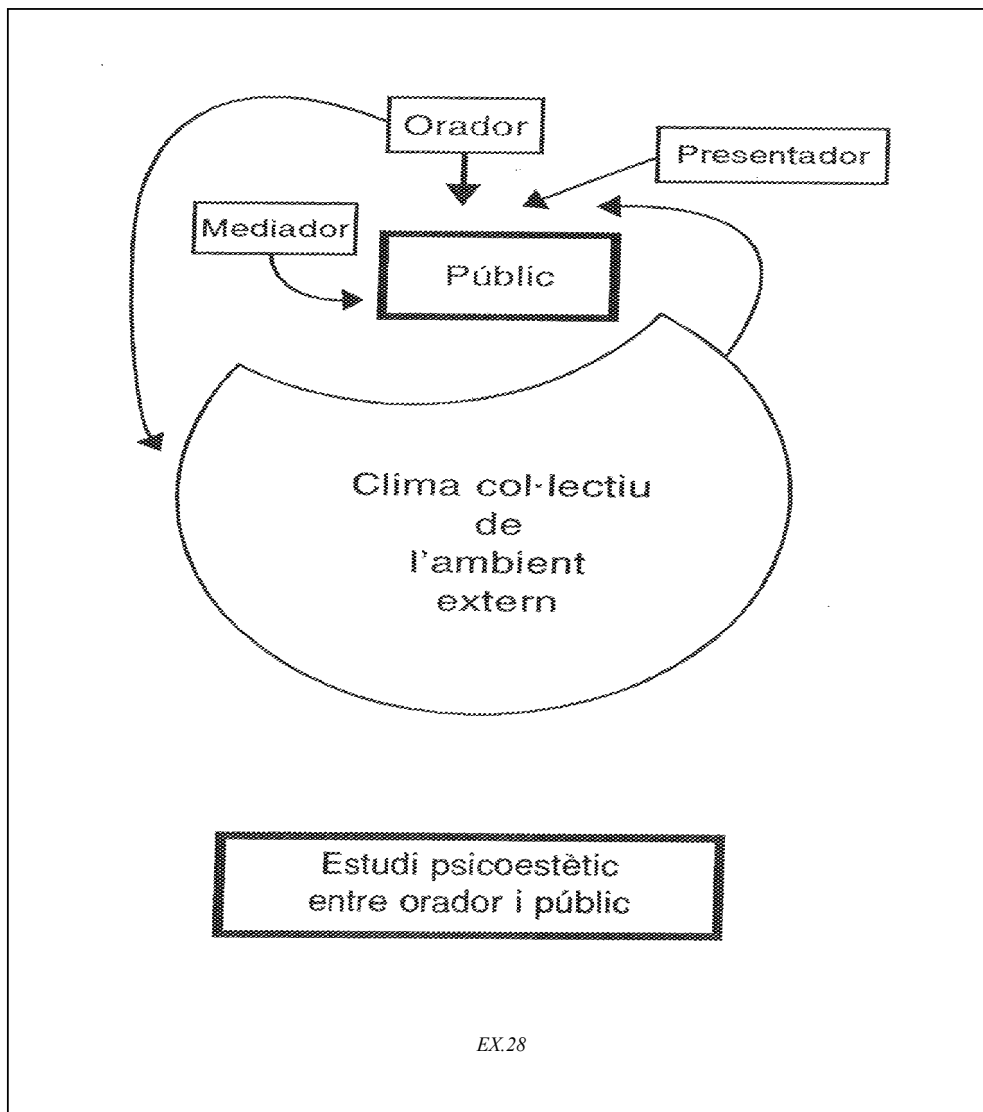 Orador
Presentador
Mediador
Públic
Clima col·lectiu
de
l'ambient
extern
Estudi psicoestètic
entre orador i públic
EX.28